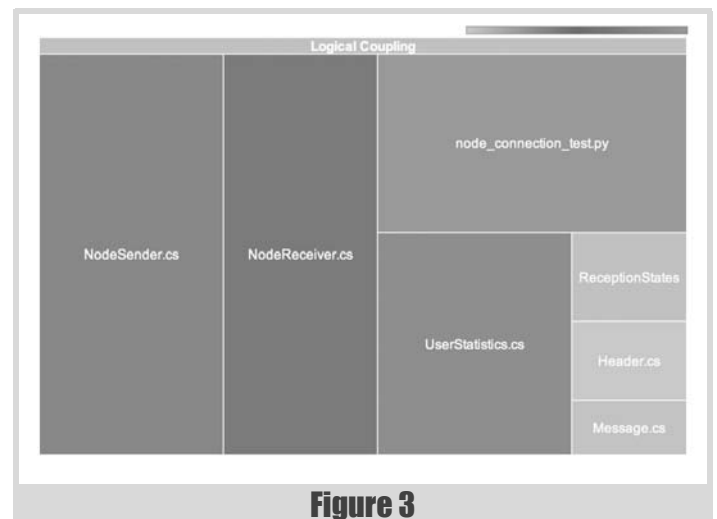 Logical Coupling
node_connection_test.py
NodeSender.cs
NodeReceiver.cs
ReceptionStates
UserStatistics.cs
Header.cs
Message.cs
Figure 3